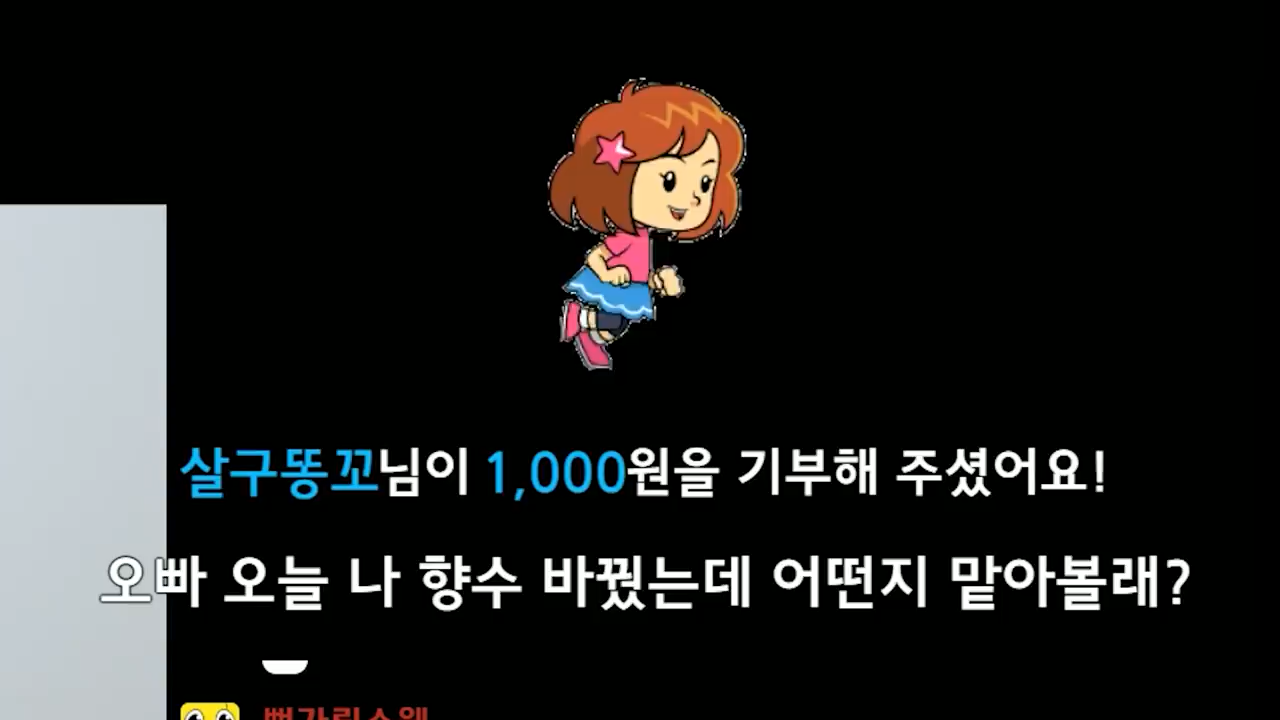 살구똥꼬님이 1,000원을 기부해 주셨어요!
오빠 오늘 나 향수 바꿨는데 어떤지 맡아볼래?